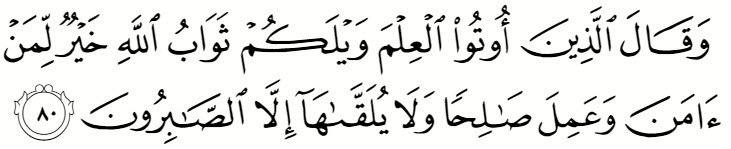 وَقَالَ ٱلَّذِينَ أُوتُوا۟ ٱلْعِلْمَ وَيْلَكُمْ ثَوَابُ ٱللَّهِ خَيْرٌ لِّمَنْ
ءَامَنَ وَعَمِلَ صَـٰلِحًا وَلَا يُلَقَّىٰهَآ إِلَّا ٱلصَّـٰبِرُونَ ٨٠